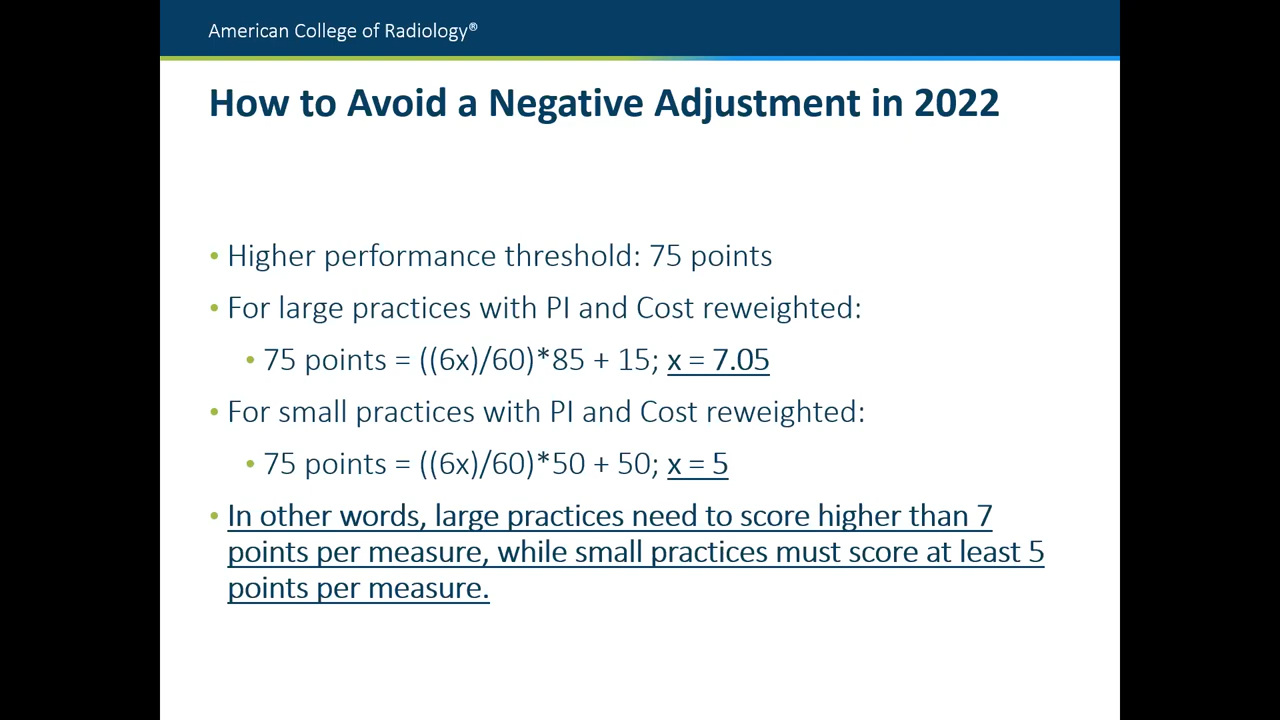 American College of Radiology®
How to Avoid a Negative Adjustment in 2022
• Higher performance threshold: 75 points
• For large practices with PI and Cost reweighted:
• 75 points = ((6x)/60)*85 + 15; x = 7.05
• For small practices with PI and Cost reweighted:
• 75 points = ((6x)/60)*50 + 50; x = 5
• In other words, large practices need to score higher than 7
points per measure, while small practices must score at least 5
points per measure.